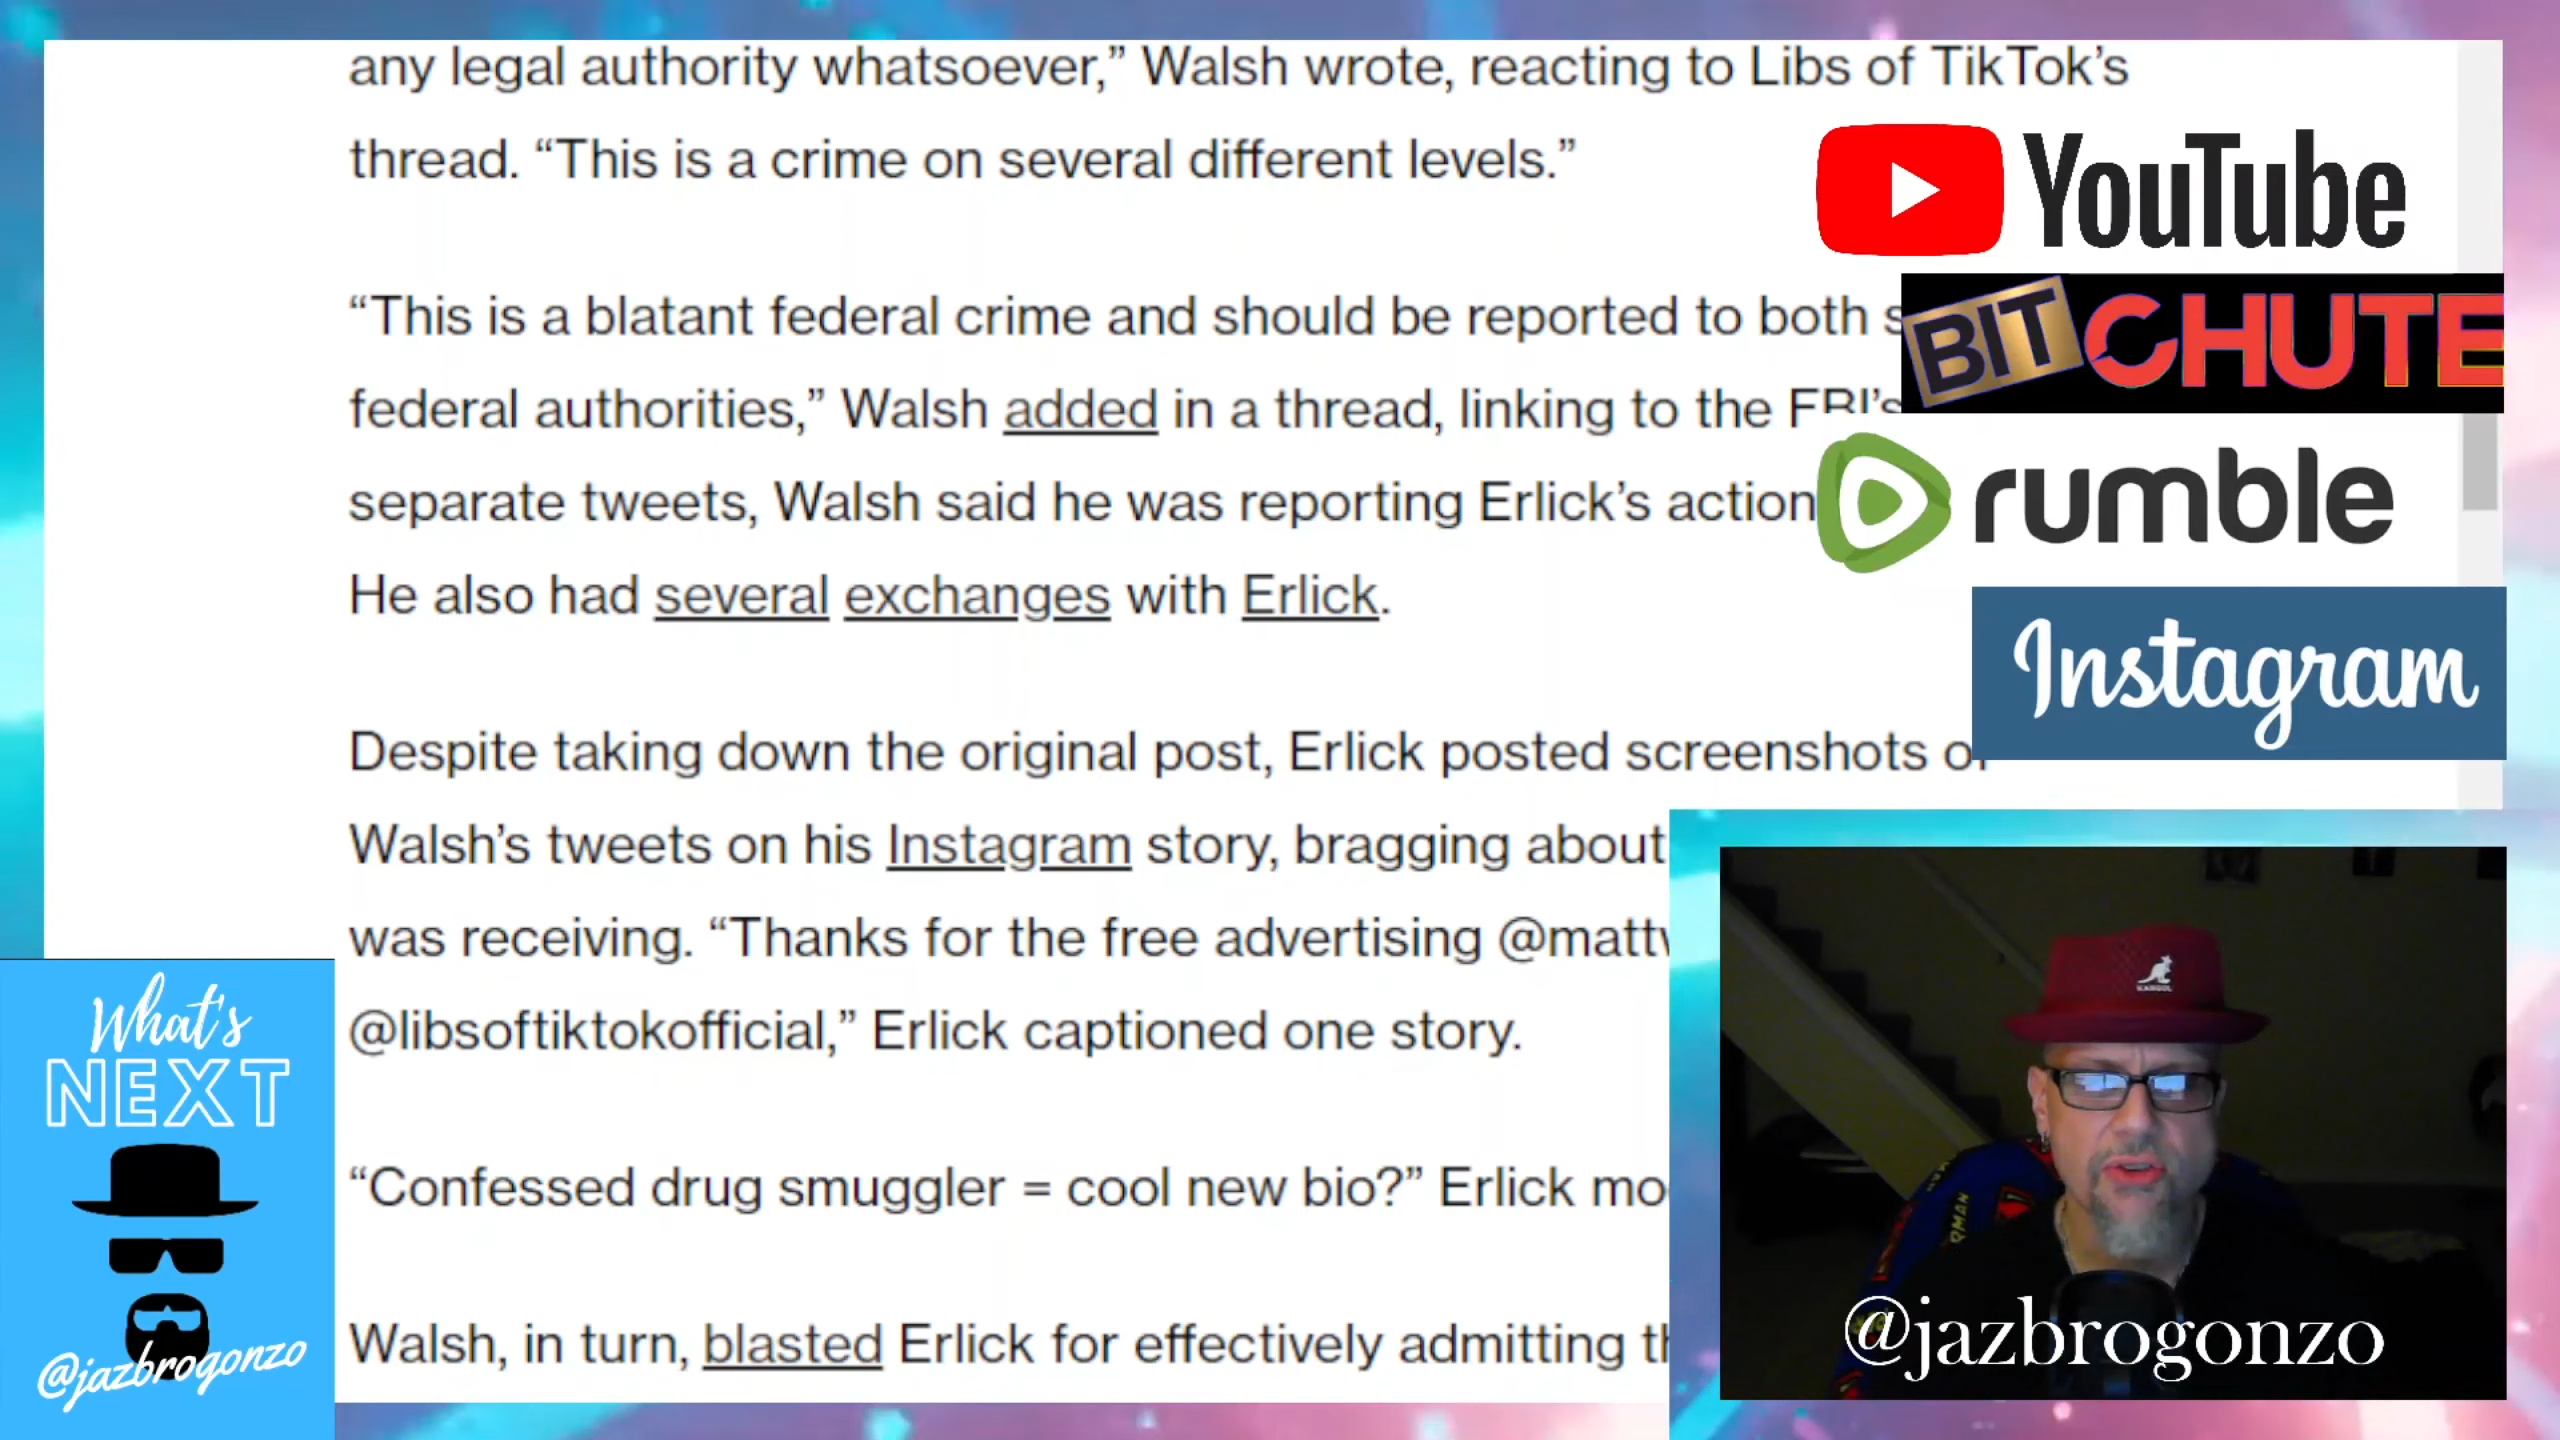 any legal authority whatsoever,” Walsh wrote, reacting to Libs of TikTok’s
thread. “This is a crime on several different levels.”
“This is a blatant federal crime and should be reported to both
federal authorities,” Walsh added in a thread, linking to the FBI’s
separate tweets, Walsh said he was reporting Erlick’s action
He also had several exchanges with Erlick.
Despite taking down the original post, Erlick posted screenshots of
Walsh’s tweets on his Instagram story, bragging about
was receiving. “Thanks for the free advertising
@libsoftiktokofficial,” Erlick captioned one story.
“Confessed drug smuggler = cool new bio?” Erlick
Walsh, in turn, blasted Erlick for effectively admitting
YouTube
BITCHUTE
rumble
Instagram
What's
NEXT
@jazbrogonzo
KANGOL
@jazbrogonzo